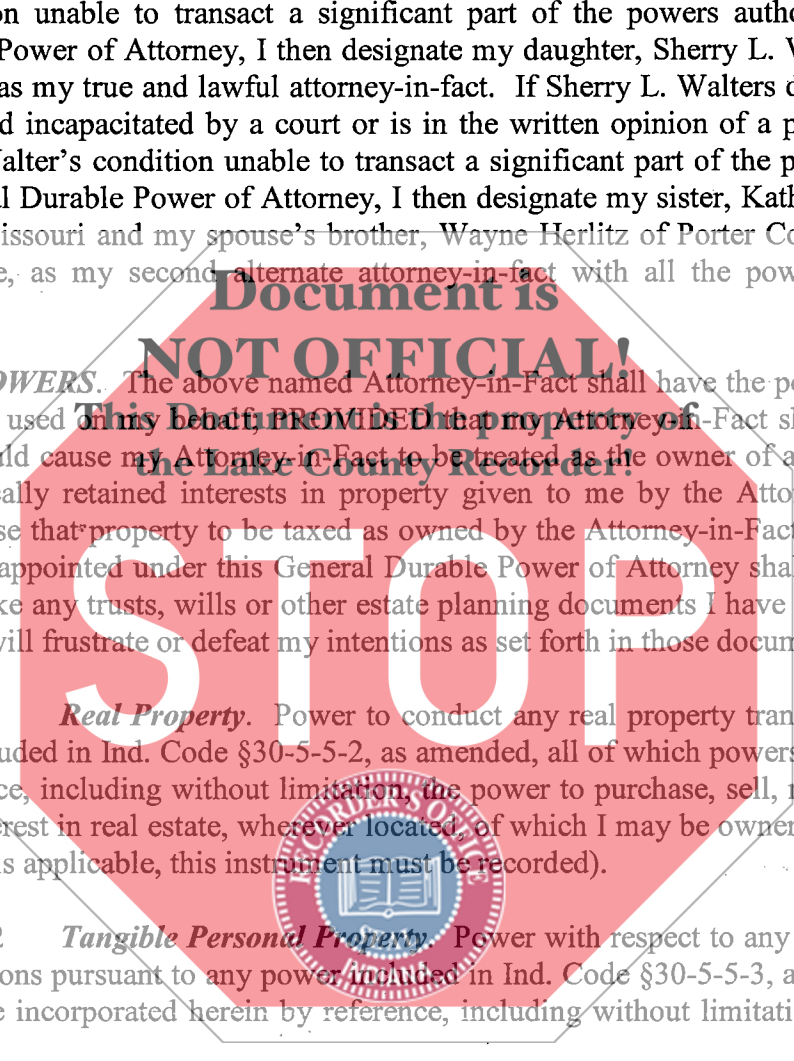 on unable to transact a significant part of the powers autho
Power of Attorney, I then designate my daughter, Sherry L. W
as my true and lawful attorney-in-fact. If Sherry L. Walters d
d incapacitated by a court or is in the written opinion of a p
Walter's condition unable to transact a significant part of the p
l Durable Power of Attorney, I then designate my sister, Kath
issouri and my spouse's brother, Wayne Herlitz of Porter Co
e, as my second alternate attorney-in-fact with all the pow
Document is
NOT OFFICIAL!
OWERS. The above named Attorney-in-Fact shall have the po
This Document is the property of
used on my behalf, PROVIDED that my Attorney-in-Fact sh
the Lake County Recorder!
ld cause my Attorney-in-Fact to be treated as the owner of a
ally retained interests in property given to me by the Atto
se that property to be taxed as owned by the Attorney-in-Fact
appointed under this General Durable Power of Attorney shal
ke any trusts, wills or other estate planning documents I have
will frustrate or defeat my intentions as set forth in those docum
STOP
Real Property. Power to conduct any real property tran
uded in Ind. Code §30-5-5-2, as amended, all of which powers
ce, including without limitation, the power to purchase, sell, r
erest in real estate, wherever located, of which I may be owner
s applicable, this instrument must be recorded).
RECORDER'S OFFICE
2 Tangible Personal Property. Power with respect to any
ons pursuant to any power included in Ind. Code §30-5-5-3, a
e incorporated herein by reference, including without limitati